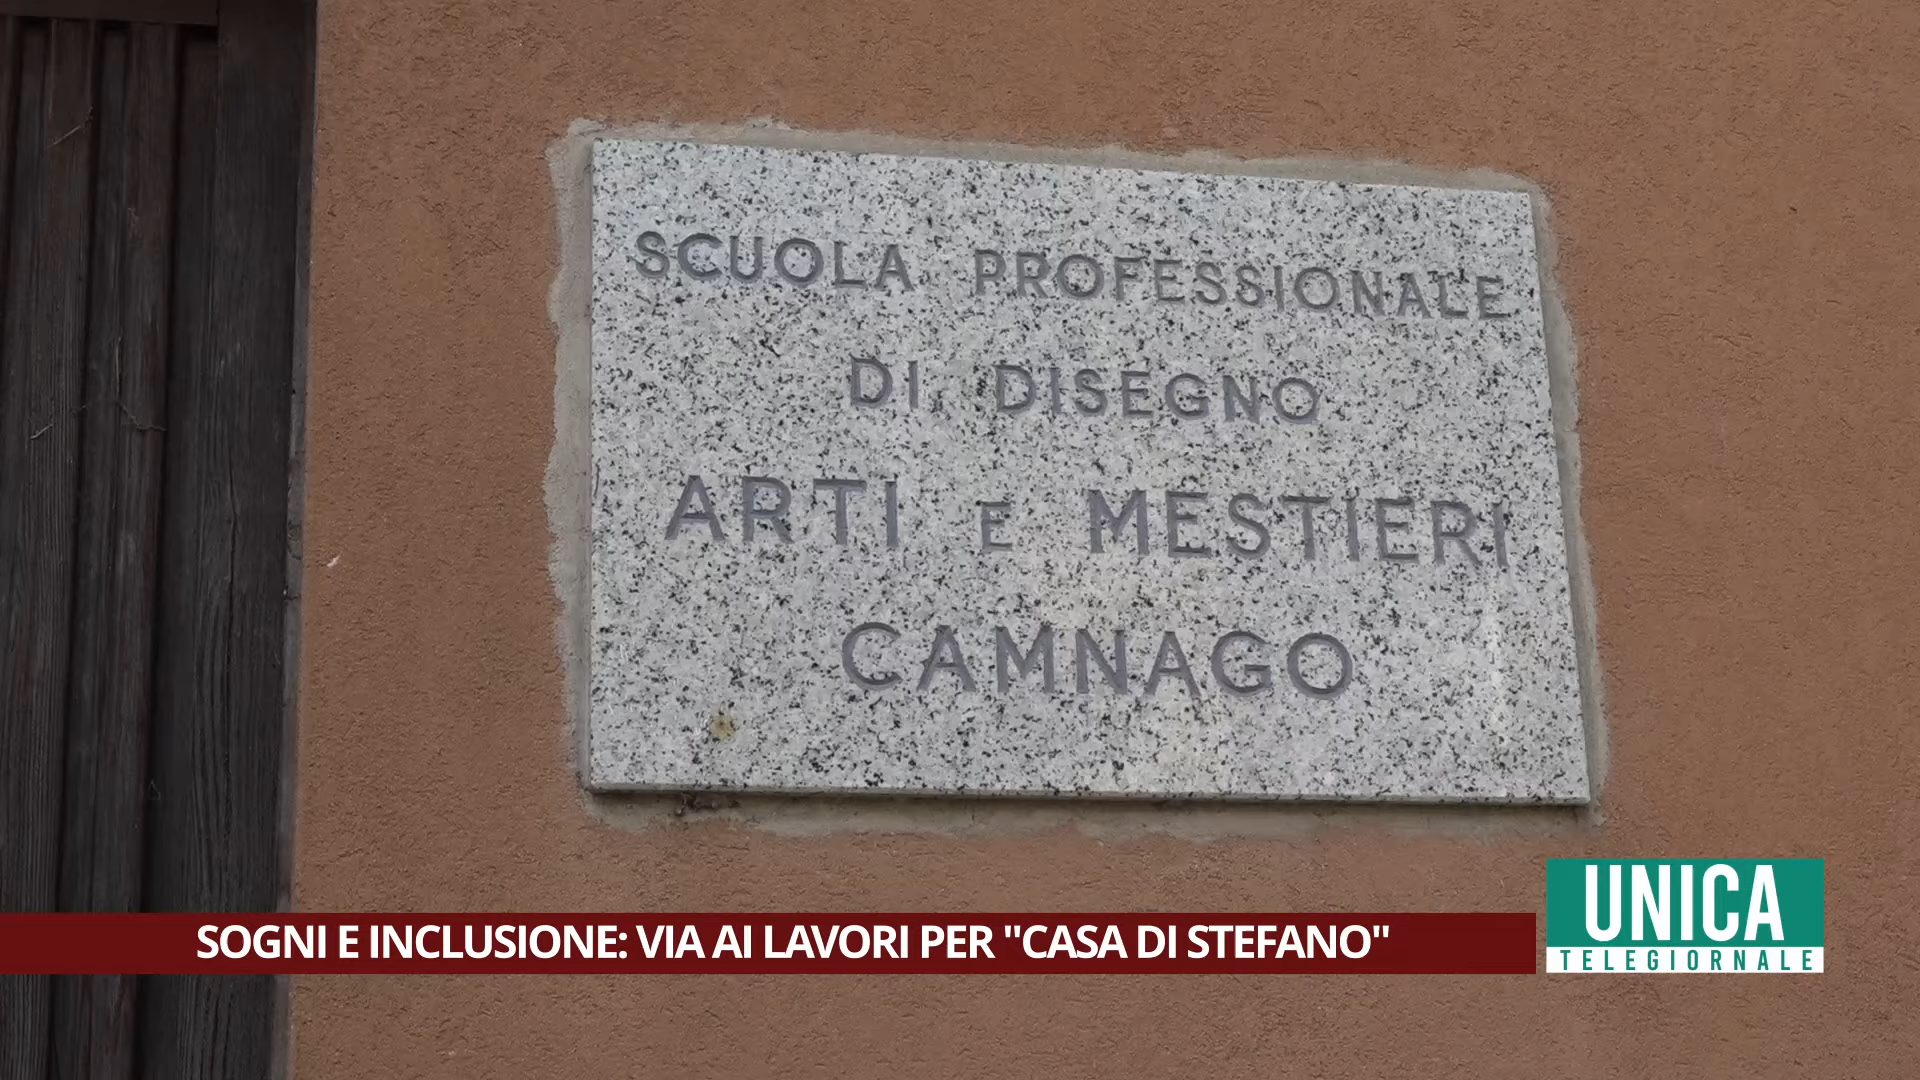 SCUOLA PROFESSIONALE
DI DISEGNO
ARTI E MESTIERI
CAMNAGO
SOGNI E INCLUSIONE: VIA AI LAVORI PER "CASA DI STEFANO"
UNICA
TELEGIORNALE